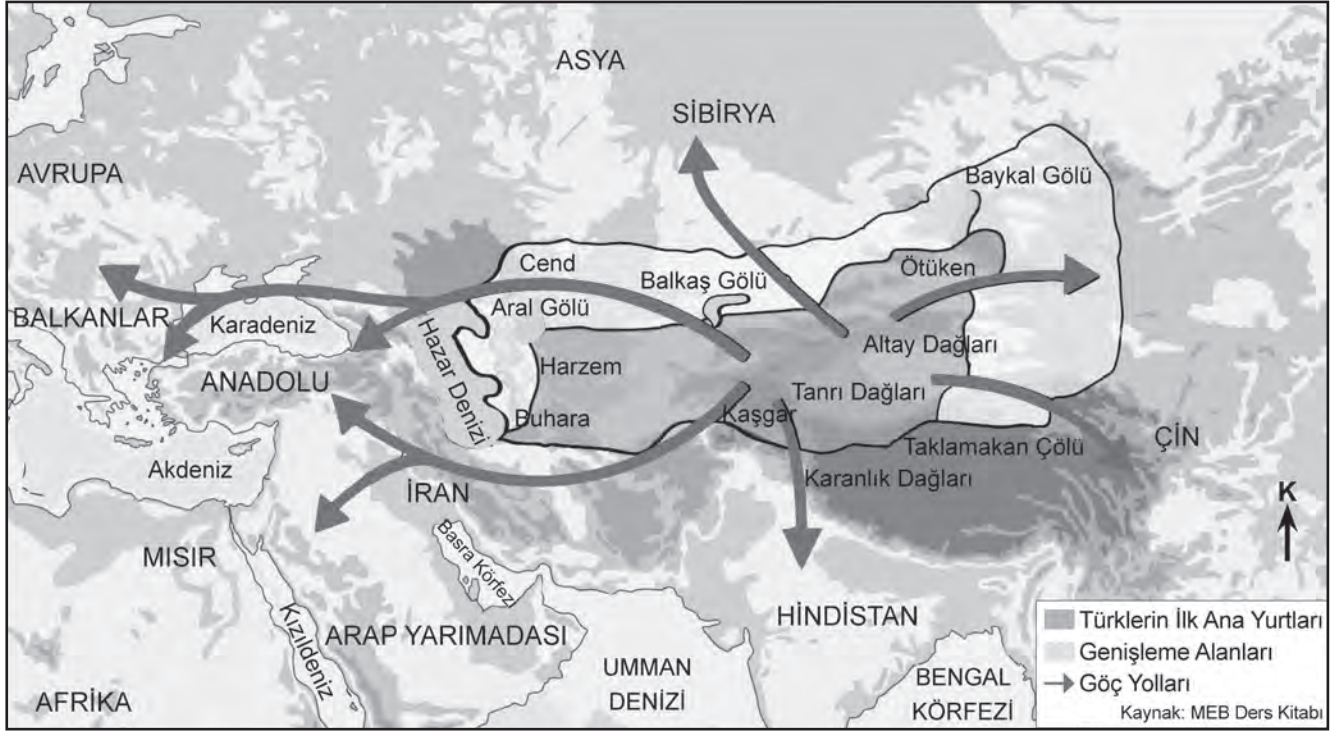 ASYA
SİBİRYA
AVRUPA
Baykal Gölü
Cend
Balkaş Gölü
Ötüken
Aral Gölü
BALKANLAR
Karadeniz
Hazar Denizi
Altay Dağları
Harzem
ANADOLU
Tanrı Dağları
Buhara
Kaşgar
ÇİN
Taklamakan Çölü
Akdeniz
Karanlık Dağları
İRAN
K
Basra Körfezi
MISIR
Kızıldeniz
HİNDİSTAN
ARAP YARIMADASI
UMMAN
DENİZİ
BENGAL
KÖRFEZİ
AFRİKA
Türklerin İlk Ana Yurtları
Genişleme Alanları
Göç Yolları
Kaynak: MEB Ders Kitabı